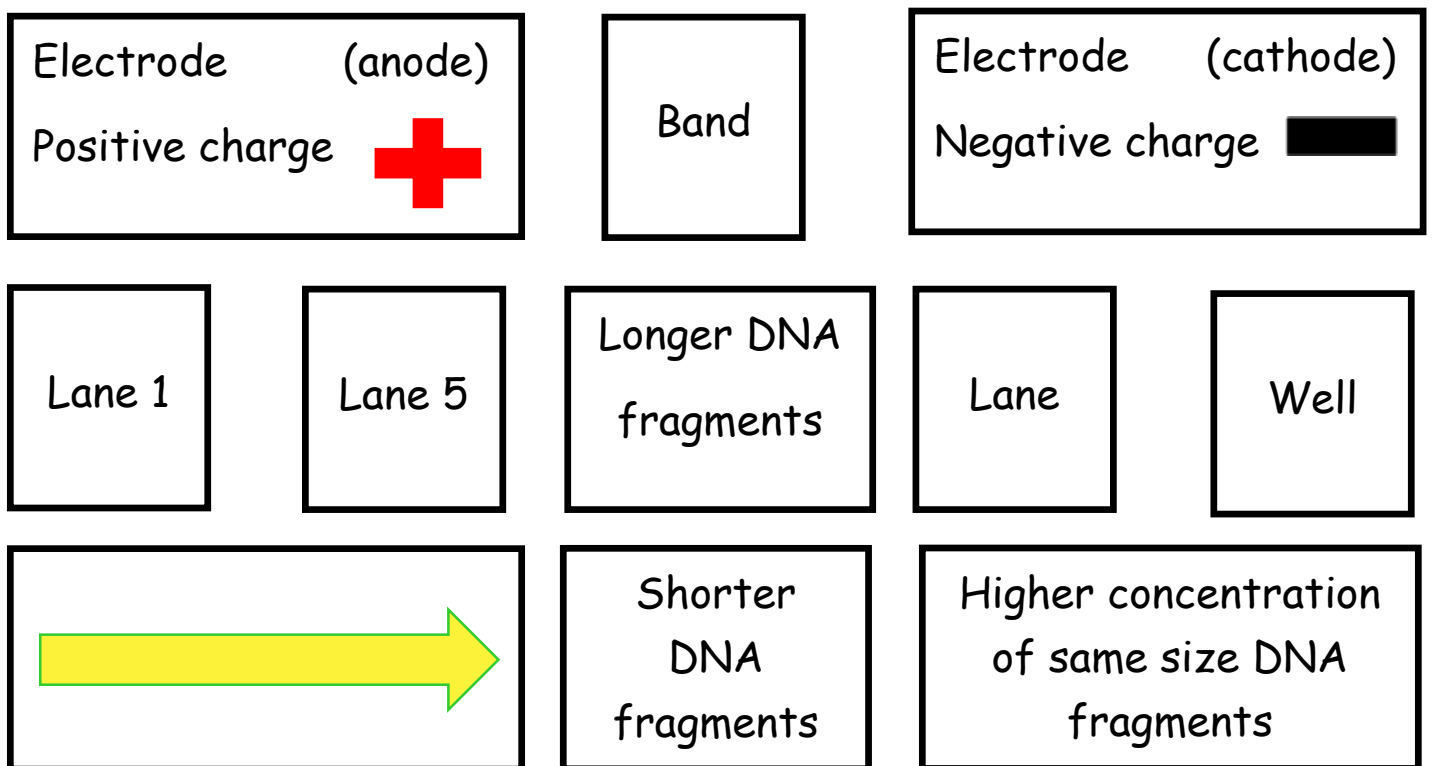 Electrode (anode)
Positive charge
Band
Electrode (cathode)
Negative charge
Lane 1
Lane 5
Longer DNA
fragments
Lane
Well
Shorter
DNA
fragments
Higher concentration
of same size DNA
fragments